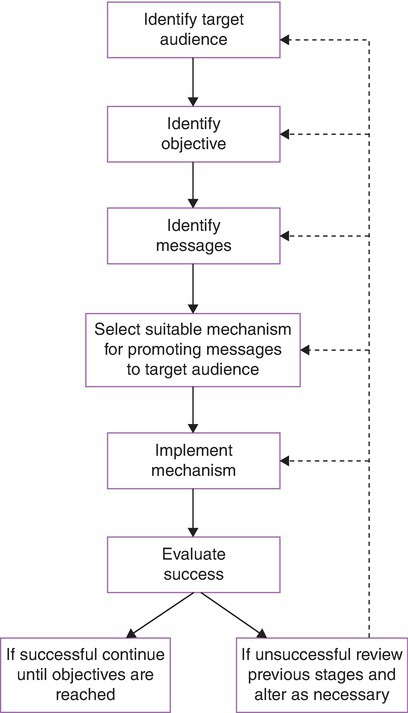 Identify target
audience
Identify
objective
Identify
messages
Select suitable mechanism
for promoting messages
to target audience
Implement
mechanism
Evaluate
success
If successful continue
until objectives are
reached
If unsuccessful review
previous stages and
alter as necessary